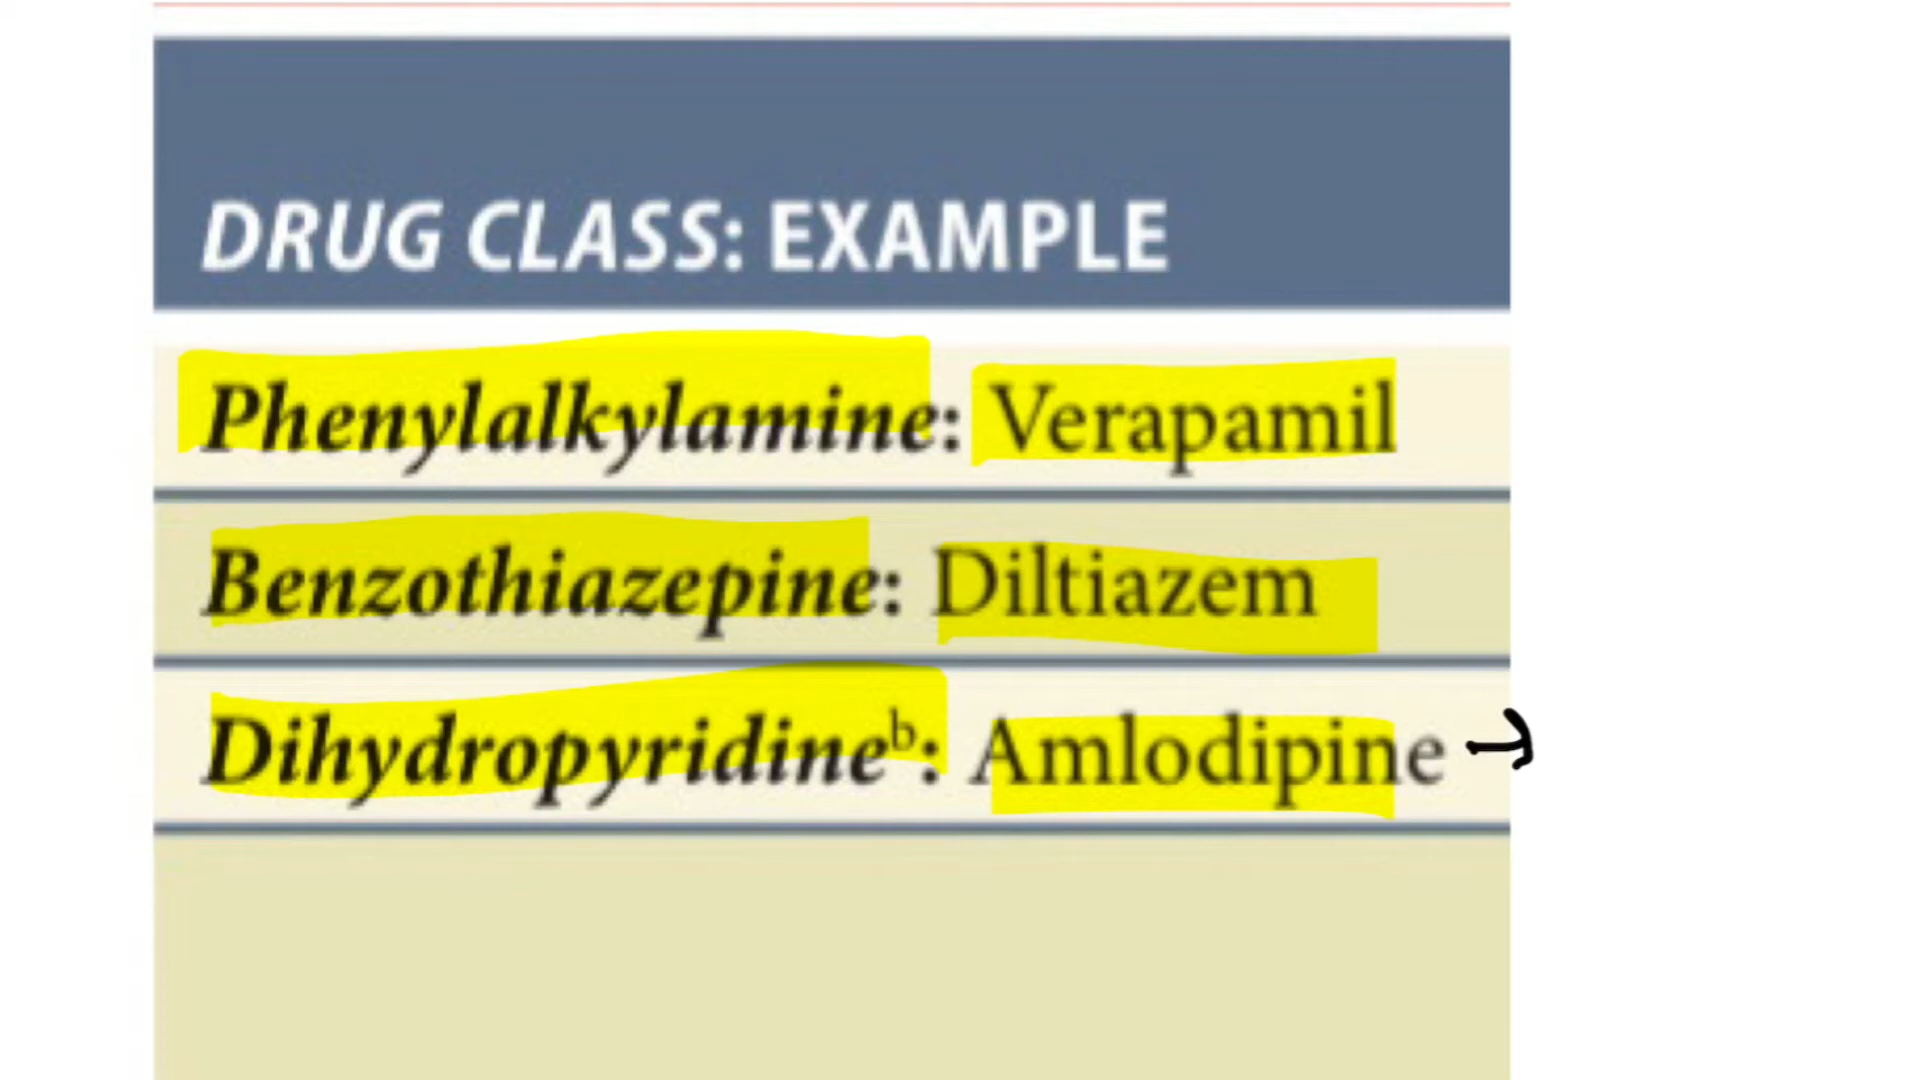 DRUG CLASS: EXAMPLE
Phenylalkylamine: Verapamil
Benzothiazepine: Diltiazem
Dihydropyridineᵇ: Amlodipine →